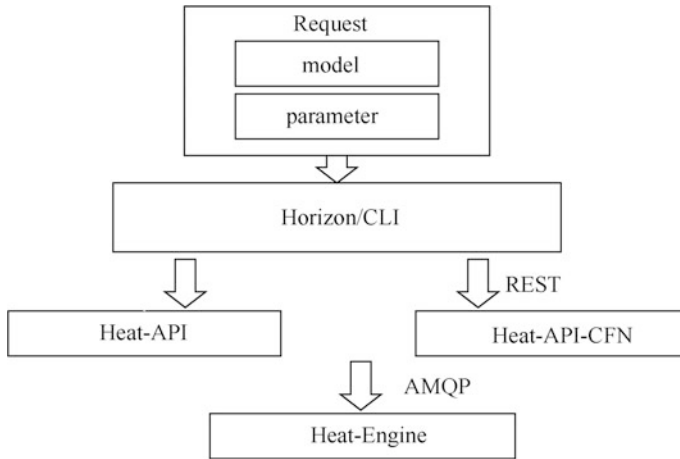 Request
model
parameter
Horizon/CLI
REST
Heat-API
Heat-API-CFN
AMQP
Heat-Engine